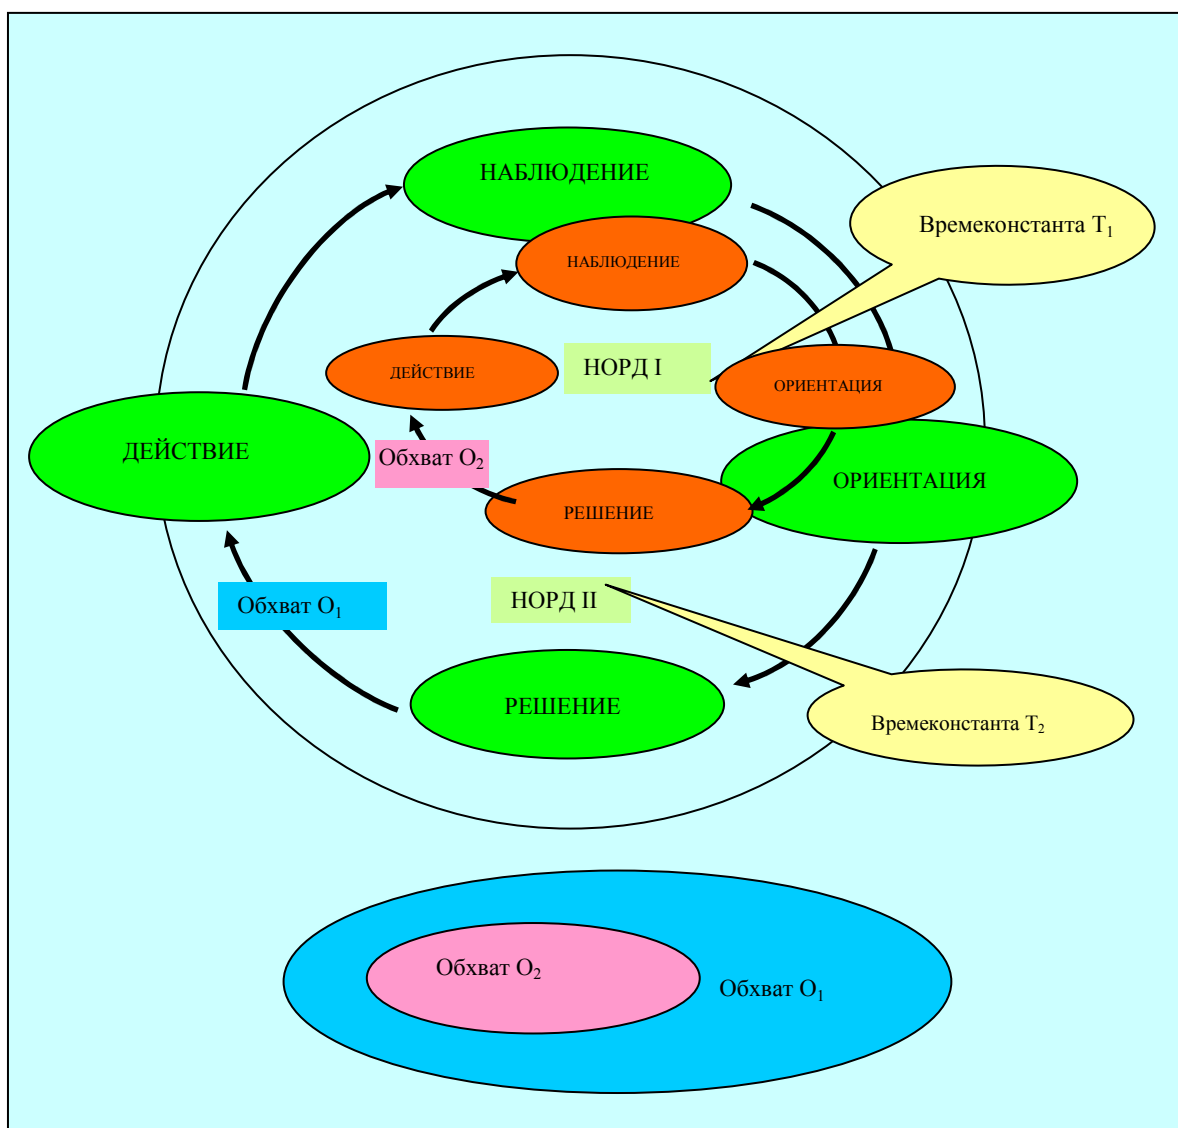 НАБЛЮДЕНИЕ
Времеконстанта T₁
НАБЛЮДЕНИЕ
НОРД I
ДЕЙСТВИЕ
ОРИЕНТАЦИЯ
ДЕЙСТВИЕ
Обхват O₂
ОРИЕНТАЦИЯ
РЕШЕНИЕ
Обхват O₁
НОРД II
РЕШЕНИЕ
Времеконстанта T₂
Обхват O₂
Обхват O₁